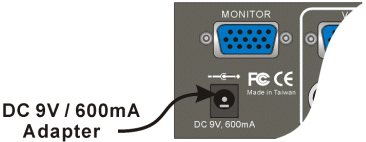 MONITOR
V
FC CE
Made in Taiwan
DC 9V / 600mA
Adapter
DC 9V, 600mA